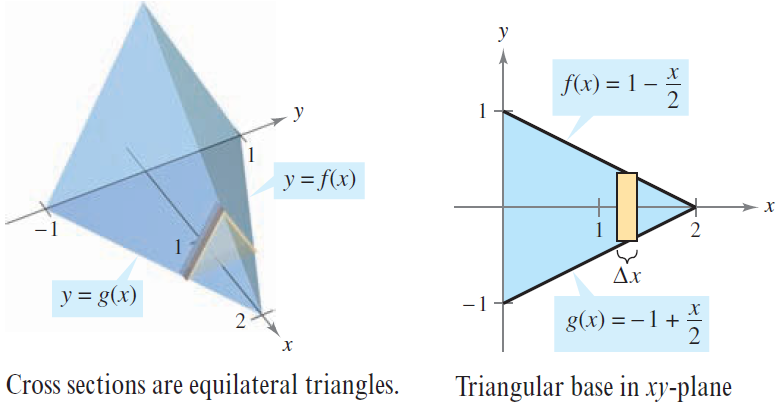 y
1
y = f(x)
−1
1
y = g(x)
2
x
Cross sections are equilateral triangles.
y
f(x) = 1 − x/2
1
1
2
x
Δx
−1
g(x) = −1 + x/2
Triangular base in xy-plane